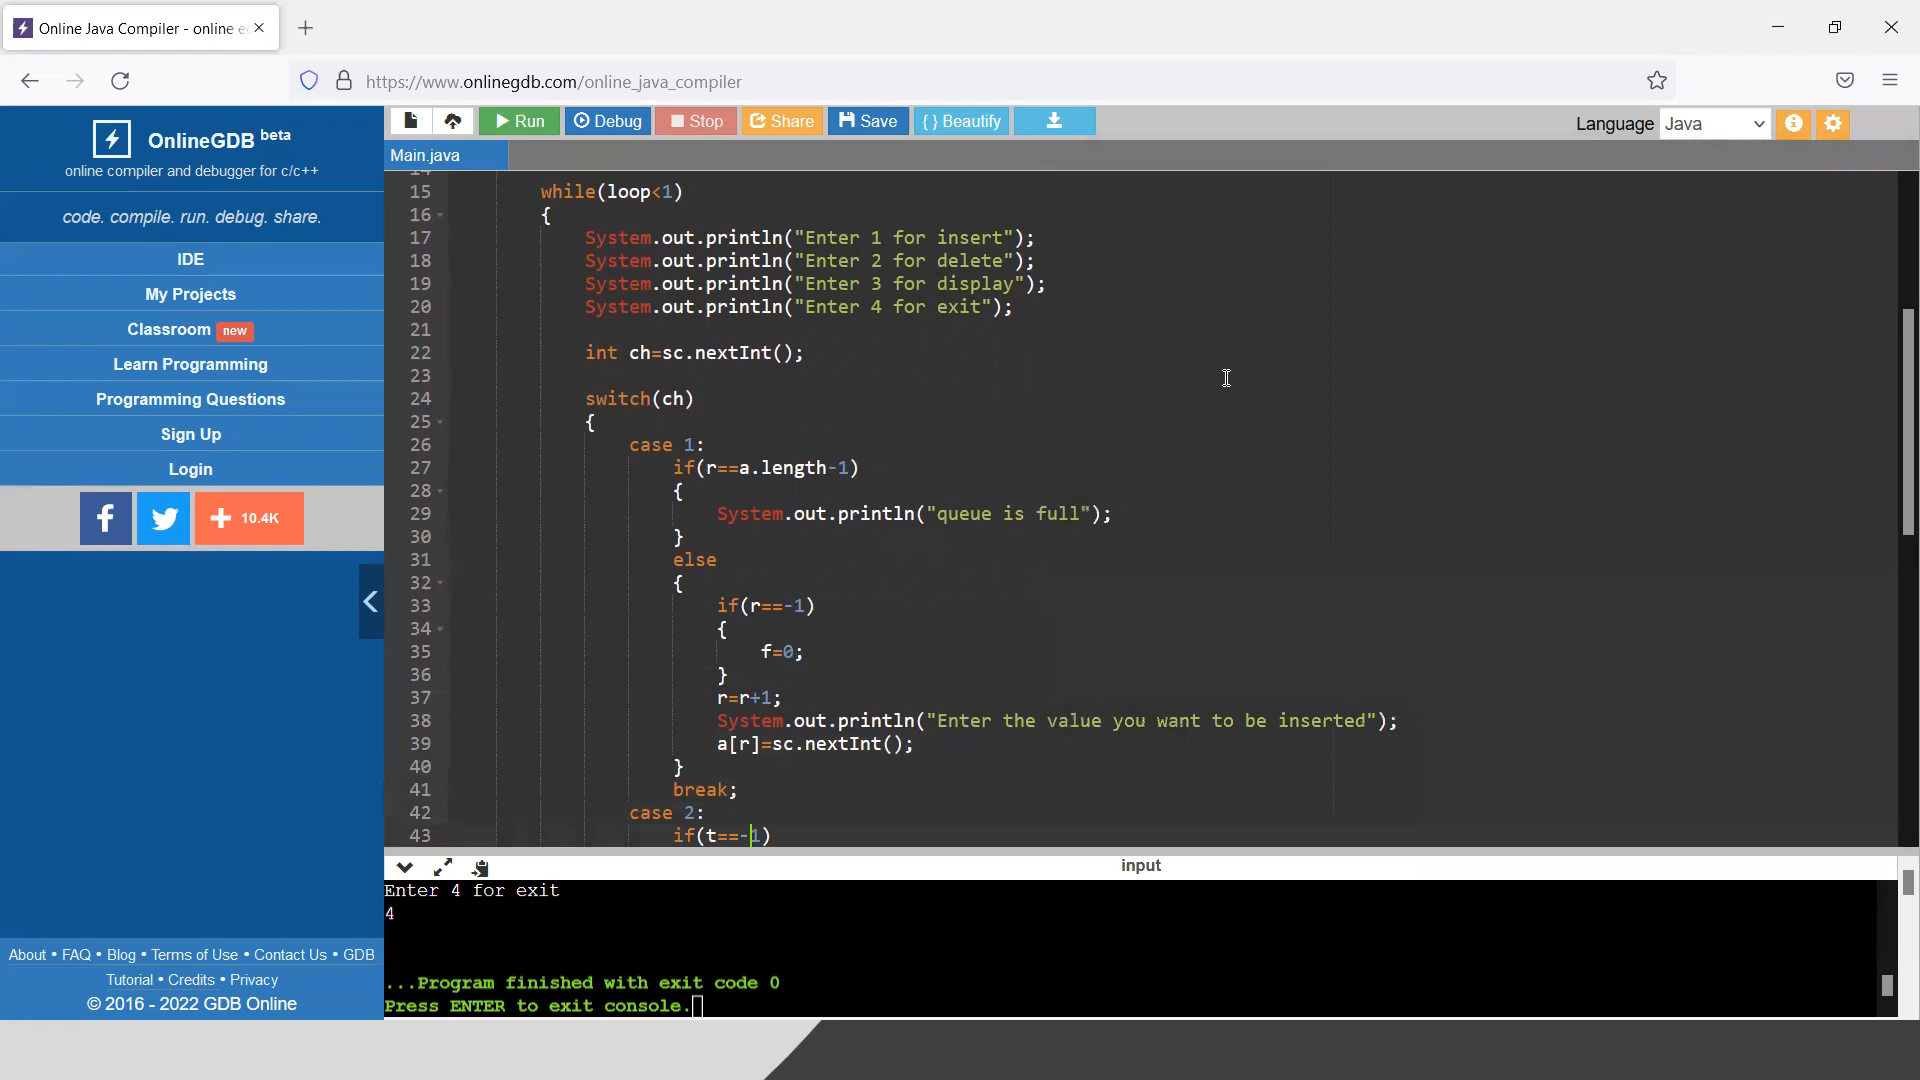 Online Java Compiler - online e
https://www.onlinegdb.com/online_java_compiler
OnlineGDB beta
online compiler and debugger for c/c++
code. compile. run. debug. share.
IDE
My Projects
Classroom new
Learn Programming
Programming Questions
Sign Up
Login
10.4K
About • FAQ • Blog • Terms of Use • Contact Us • GDB
Tutorial • Credits • Privacy
© 2016 - 2022 GDB Online
Run Debug Stop Share Save { } Beautify
Language Java
Main.java
14
15 while(loop<1)
16 {
17 System.out.println("Enter 1 for insert");
18 System.out.println("Enter 2 for delete");
19 System.out.println("Enter 3 for display");
20 System.out.println("Enter 4 for exit");
21
22 int ch=sc.nextInt();
23
24 switch(ch)
25 {
26 case 1:
27 if(r==a.length-1)
28 {
29 System.out.println("queue is full");
30 }
31 else
32 {
33 if(r==-1)
34 {
35 f=0;
36 }
37 r=r+1;
38 System.out.println("Enter the value you want to be inserted");
39 a[r]=sc.nextInt();
40 }
41 break;
42 case 2:
43 if(t==-1)
input
Enter 4 for exit
4
...Program finished with exit code 0
Press ENTER to exit console.